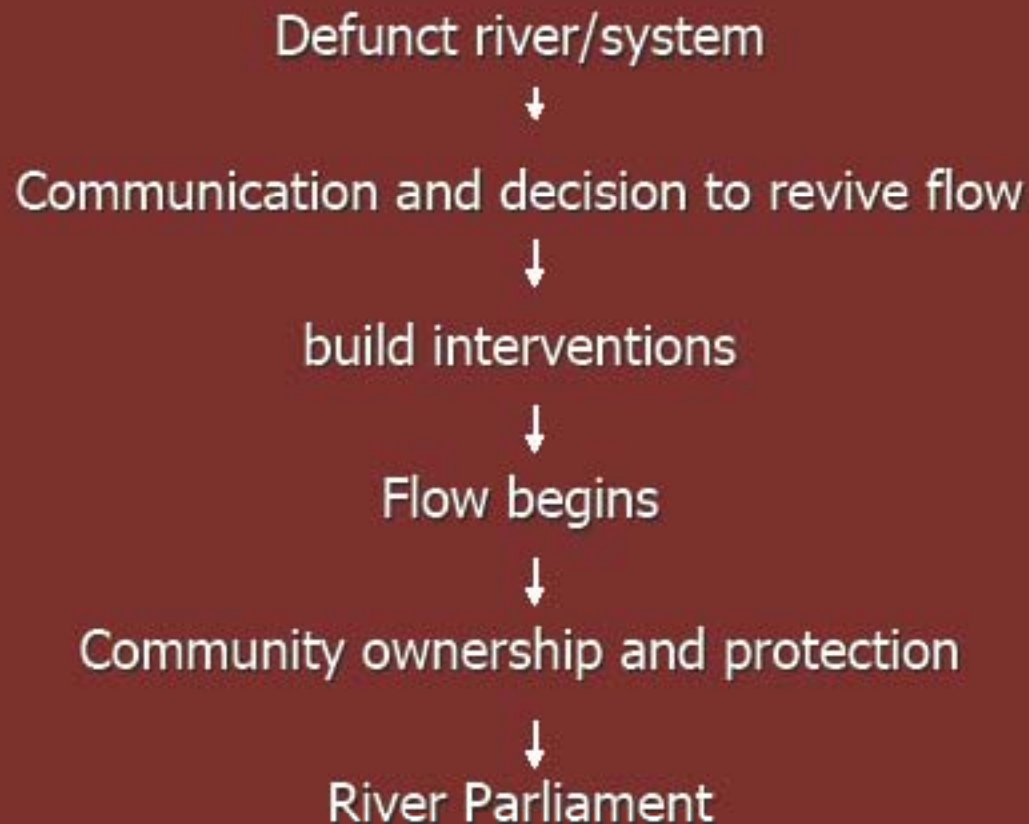 Defunct river/system
Communication and decision to revive flow
build interventions
Flow begins
Community ownership and protection
River Parliament